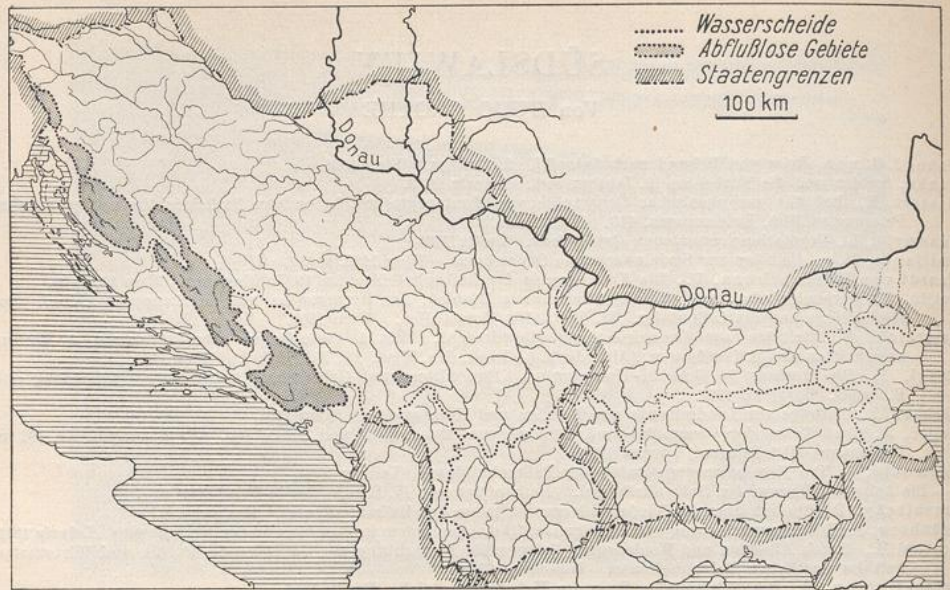 Wasserscheide
Abflußlose Gebiete
Staatengrenzen
100 km
Donau
Donau